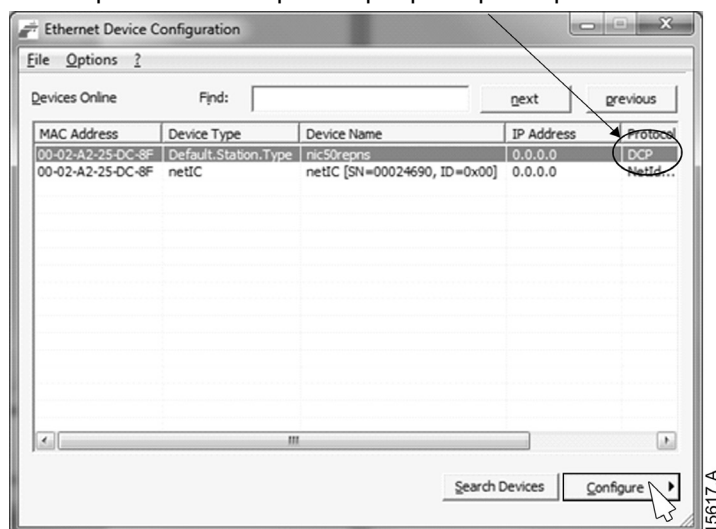 Ethernet Device Configuration
File Options ?
Devices Online Find: next previous
MAC Address Device Type Device Name IP Address Protocol
00-02-A2-25-DC-8F Default.Station.Type nic50repns 0.0.0.0 DCP
00-02-A2-25-DC-8F netIC netIC [SN=00024690, ID=0x00] 0.0.0.0 NetId...
Search Devices Configure
15617 A